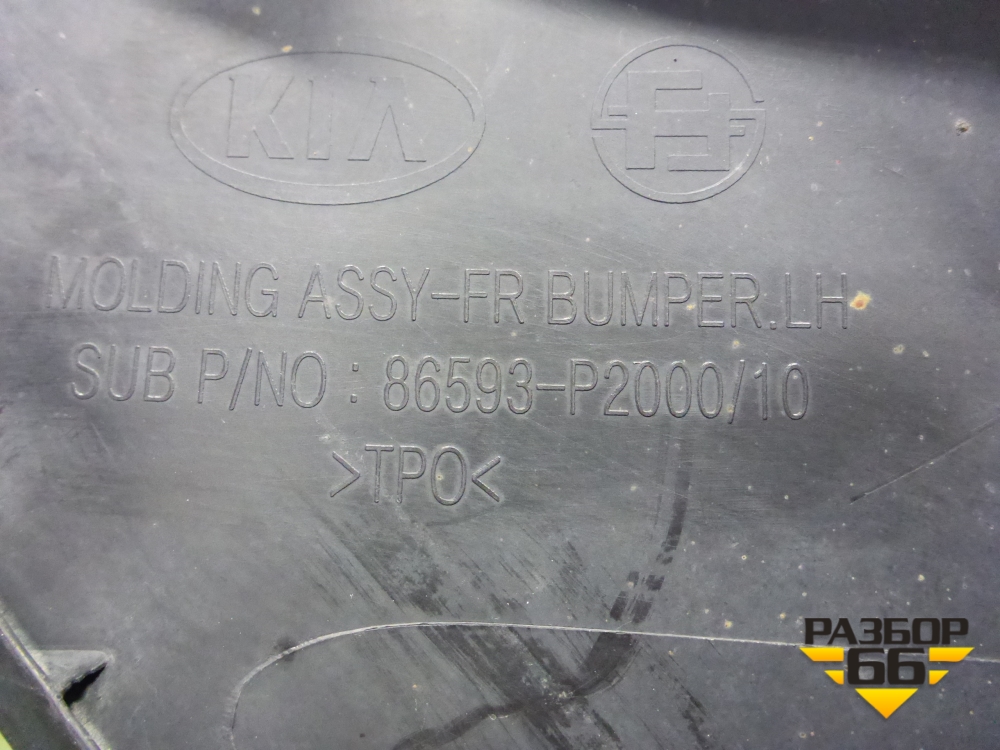 KIA
MOLDING ASSY-FR BUMPER.LH
SUB P/NO : 86593-P2000/10
>TPO<
РАЗБОР
66